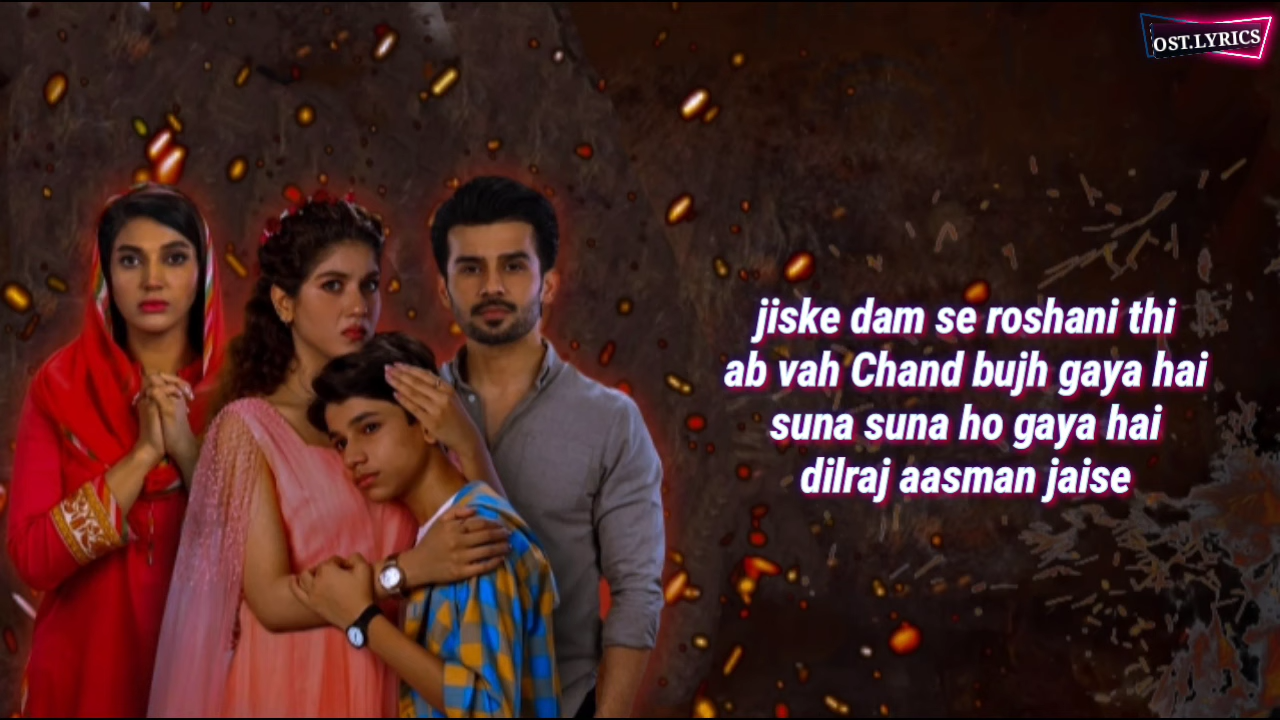 OST.LYRICS
jiske dam se roshani thi
ab vah Chand bujh gaya hai
suna suna ho gaya hai
dilraj aasman jaise